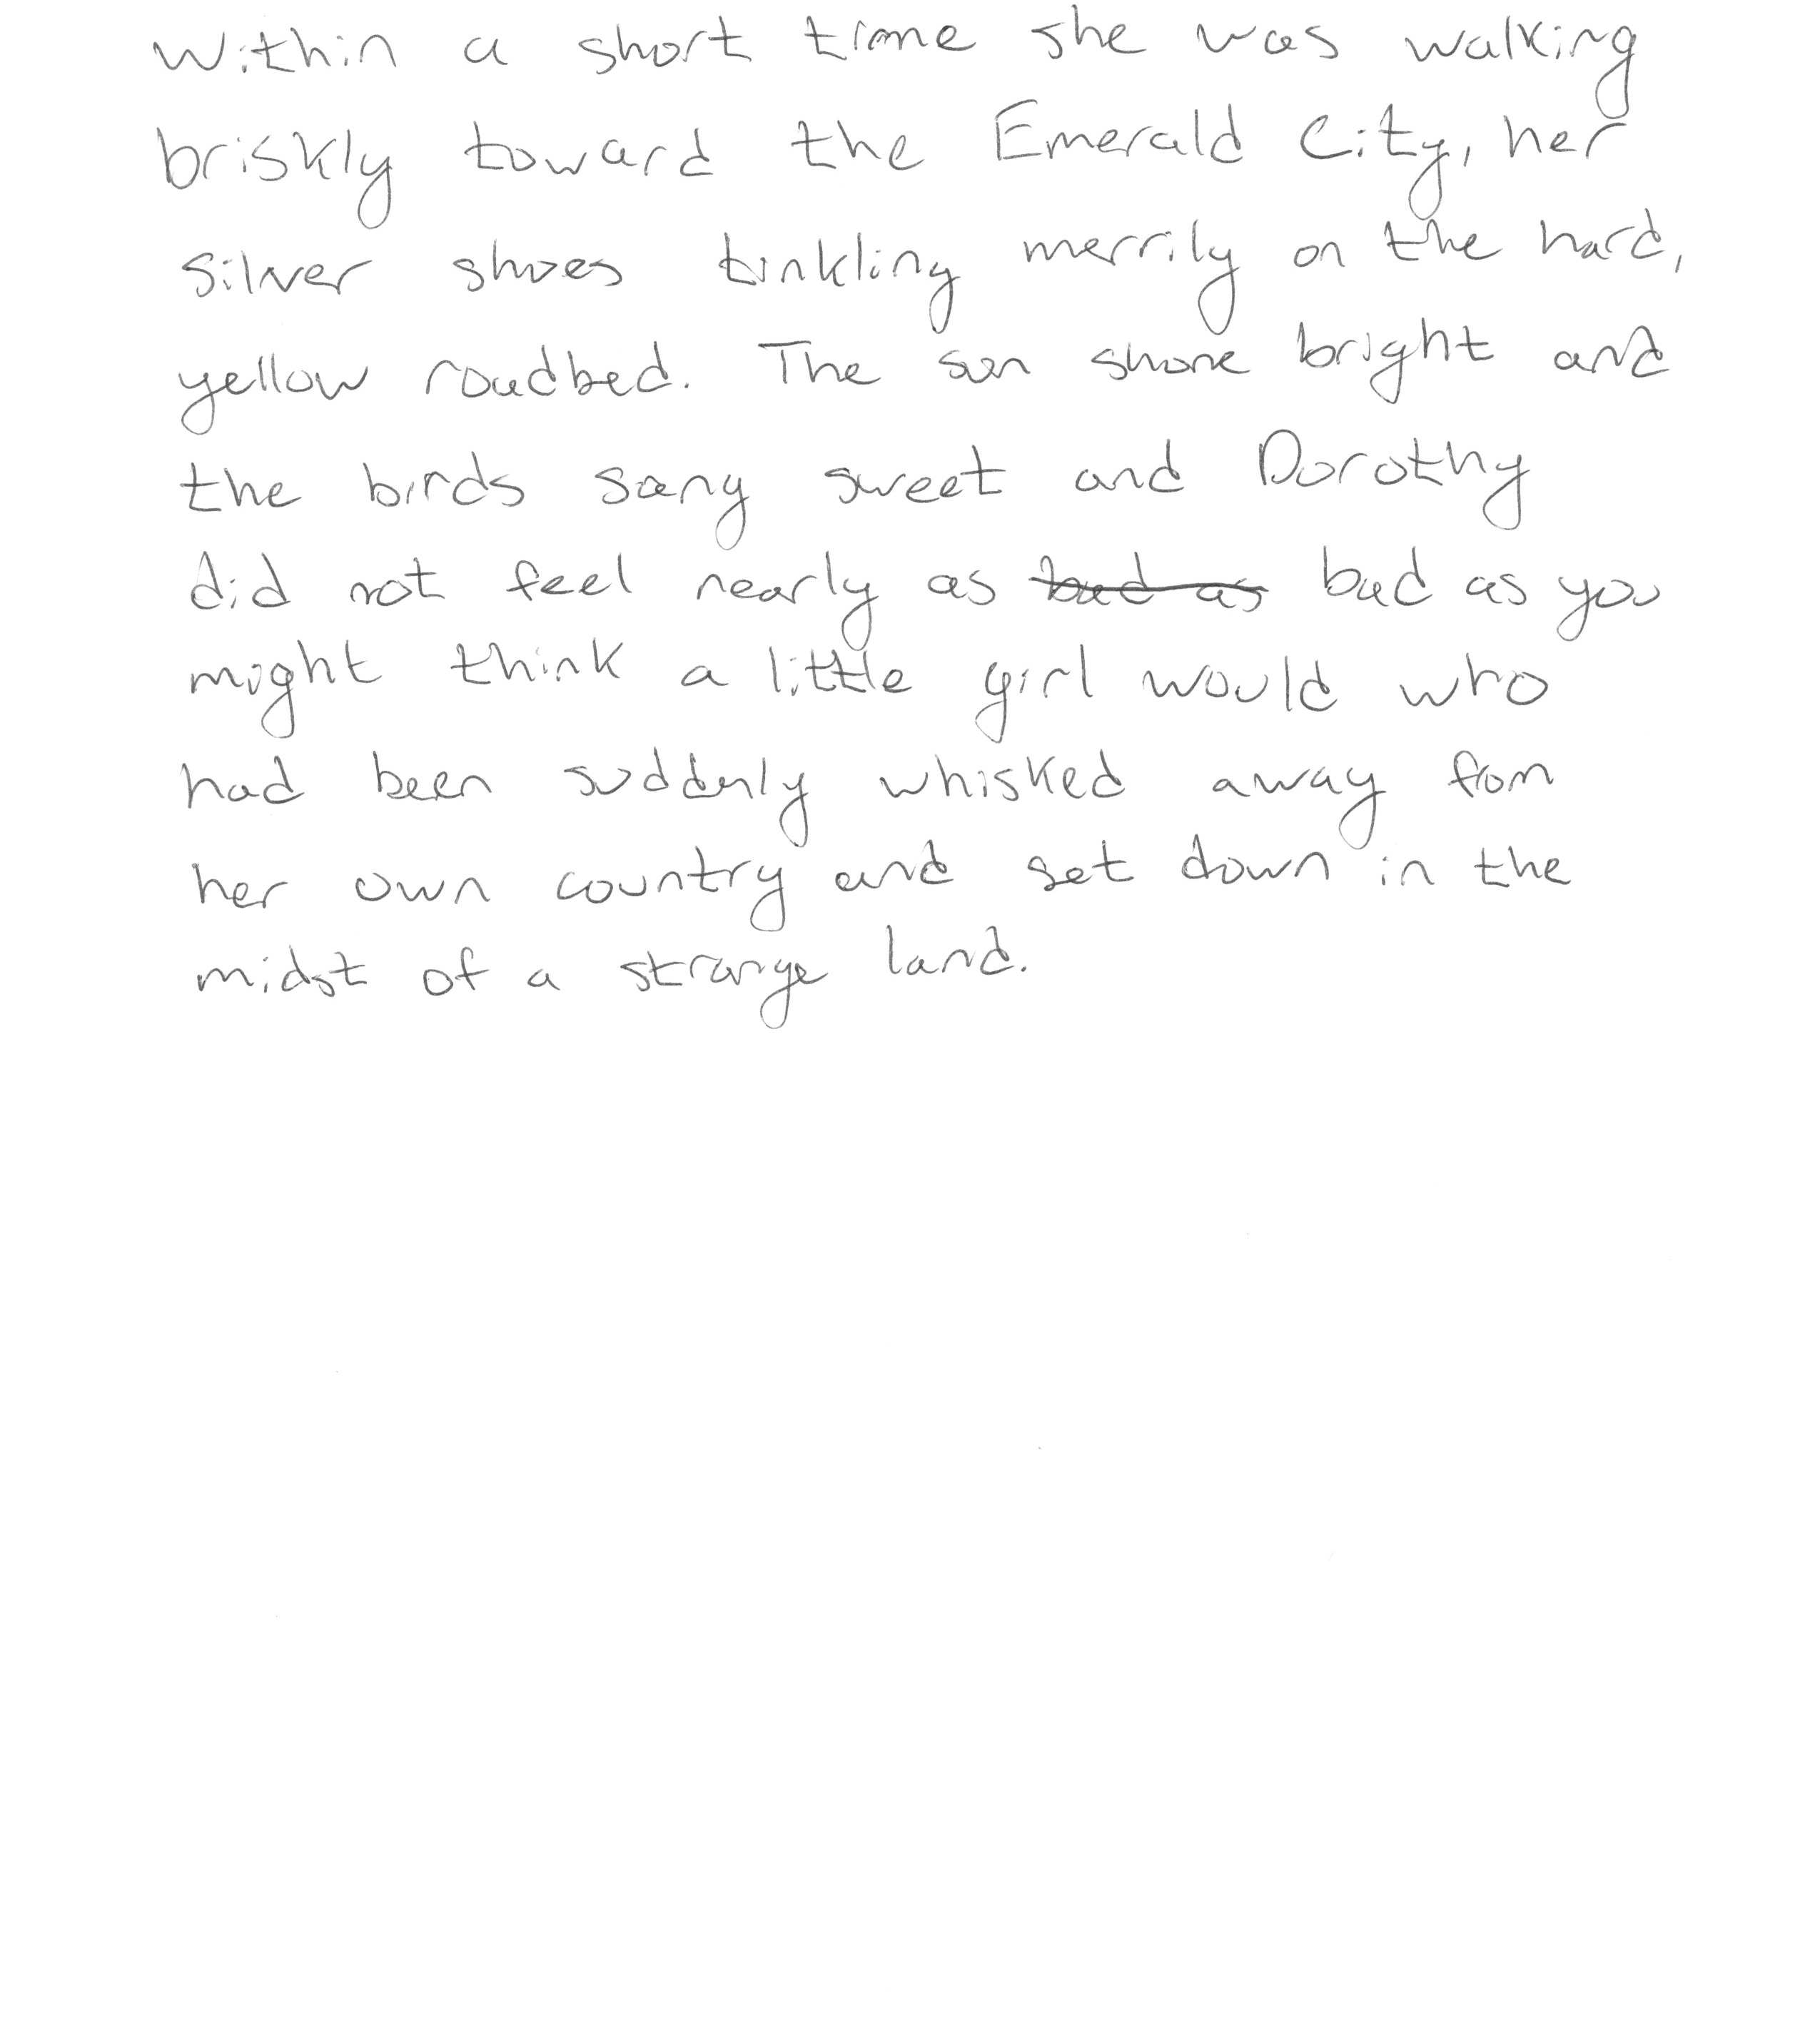 Within a short time she was walking
briskly toward the Emerald City, her
silver shoes tinkling merrily on the hard,
yellow roadbed. The sun shone bright and
the birds sang sweet and Dorothy
did not feel nearly as ~~bad as~~ bad as you
might think a little girl would who
had been suddenly whisked away from
her own country and set down in the
midst of a strange land.